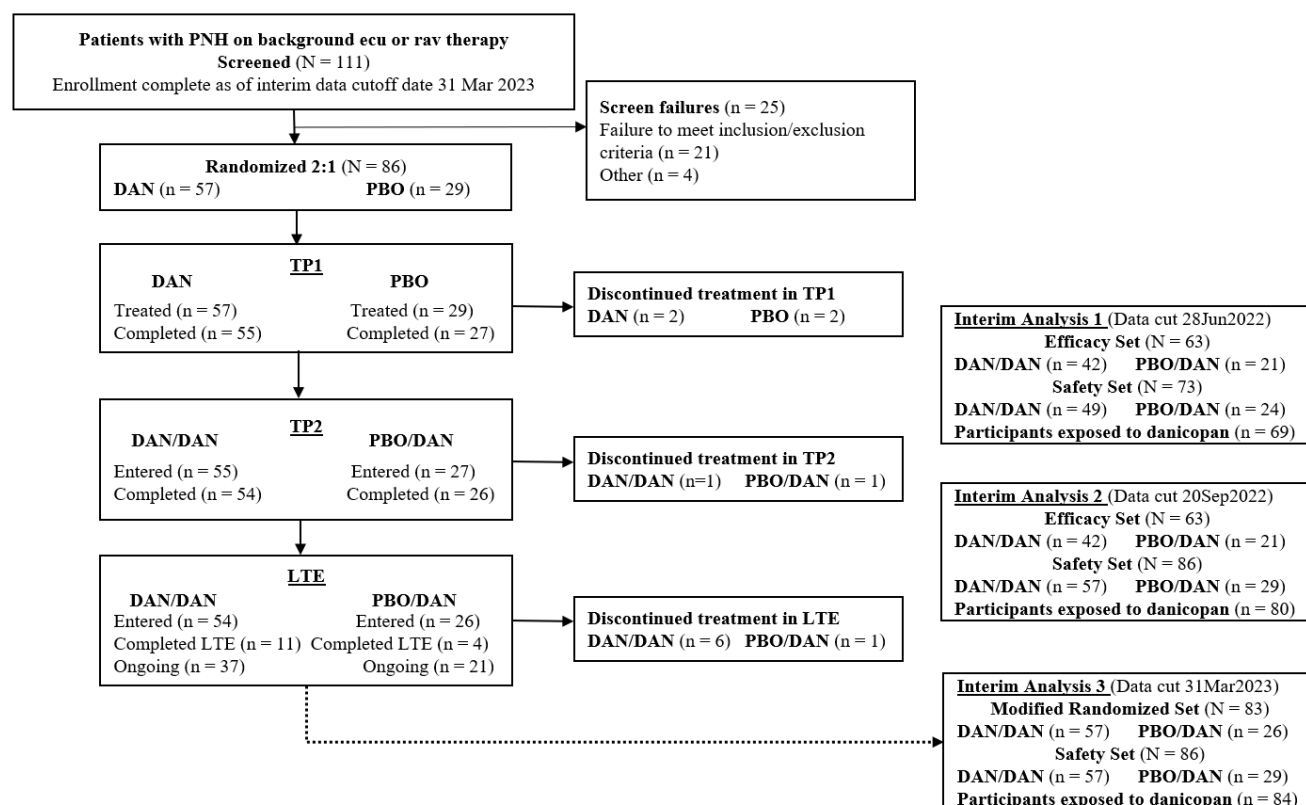 Patients with PNH on background ecu or rav therapy
Screened (N = 111)
Enrollment complete as of interim data cutoff date 31 Mar 2023
Screen failures (n = 25)
Failure to meet inclusion/exclusion
criteria (n = 21)
Other (n = 4)
Randomized 2:1 (N = 86)
DAN (n = 57) PBO (n = 29)
TP1
DAN PBO
Treated (n = 57) Treated (n = 29)
Completed (n = 55) Completed (n = 27)
Discontinued treatment in TP1
DAN (n = 2) PBO (n = 2)
TP2
DAN/DAN PBO/DAN
Entered (n = 55) Entered (n = 27)
Completed (n = 54) Completed (n = 26)
Discontinued treatment in TP2
DAN/DAN (n=1) PBO/DAN (n = 1)
LTE
DAN/DAN PBO/DAN
Entered (n = 54) Entered (n = 26)
Completed LTE (n = 11) Completed LTE (n = 4)
Ongoing (n = 37) Ongoing (n = 21)
Discontinued treatment in LTE
DAN/DAN (n = 6) PBO/DAN (n = 1)
Interim Analysis 1 (Data cut 28Jun2022)
Efficacy Set (N = 63)
DAN/DAN (n = 42) PBO/DAN (n = 21)
Safety Set (N = 73)
DAN/DAN (n = 49) PBO/DAN (n = 24)
Participants exposed to danicopan (n = 69)
Interim Analysis 2 (Data cut 20Sep2022)
Efficacy Set (N = 63)
DAN/DAN (n = 42) PBO/DAN (n = 21)
Safety Set (N = 86)
DAN/DAN (n = 57) PBO/DAN (n = 29)
Participants exposed to danicopan (n = 80)
Interim Analysis 3 (Data cut 31Mar2023)
Modified Randomized Set (N = 83)
DAN/DAN (n = 57) PBO/DAN (n = 26)
Safety Set (N = 86)
DAN/DAN (n = 57) PBO/DAN (n = 29)
Participants exposed to danicopan (n = 84)